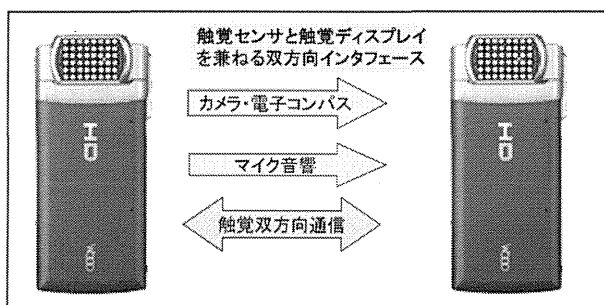 触覚センサと触覚ディスプレイ
を兼ねる双方向インタフェース
カメラ・電子コンパス
マイク音響
触覚双方向通信
HD
HD